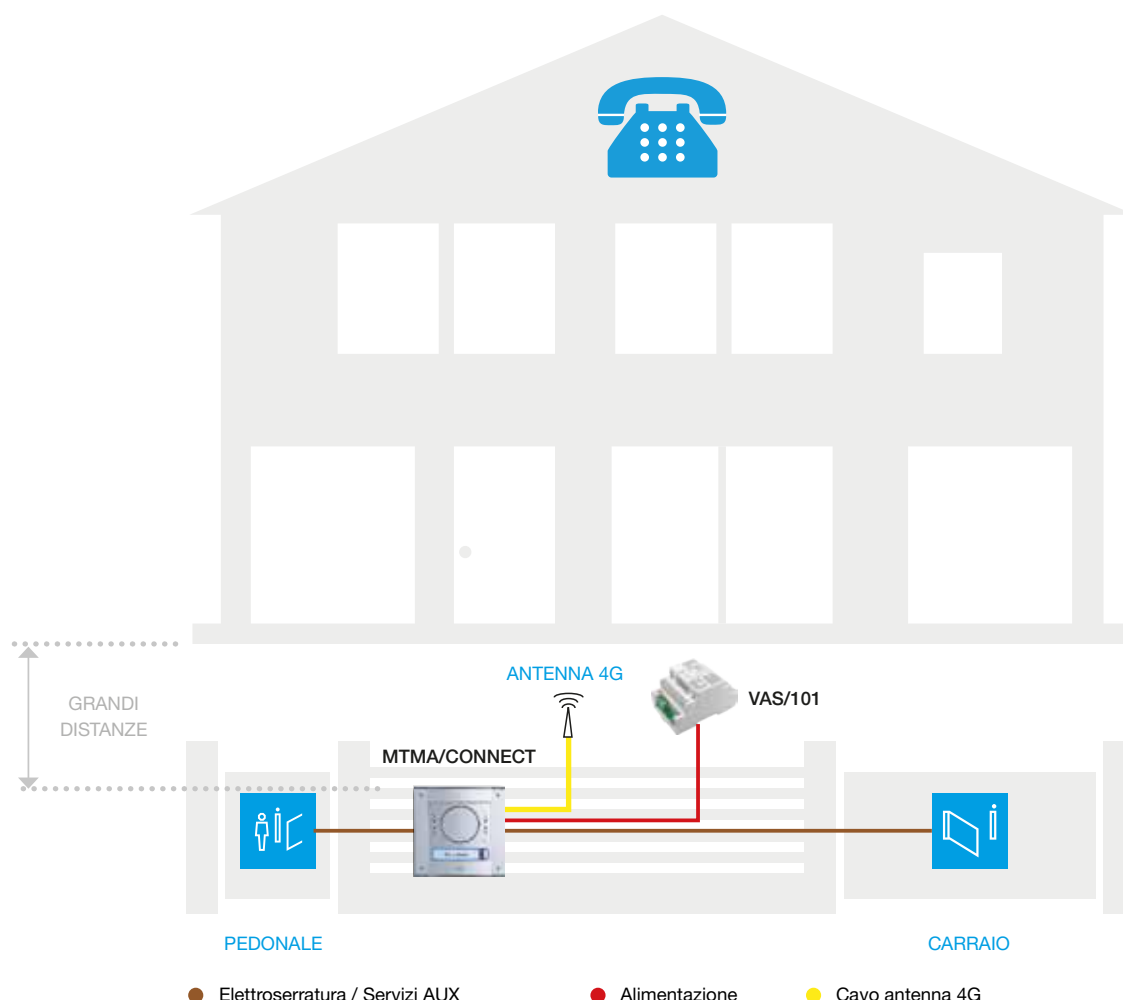 ANTENNA 4G
VAS/101
GRANDI
DISTANZE
MTMA/CONNECT
PEDONALE
CARRAIO
Elettroserratura / Servizi AUX
Alimentazione
Cavo antenna 4G